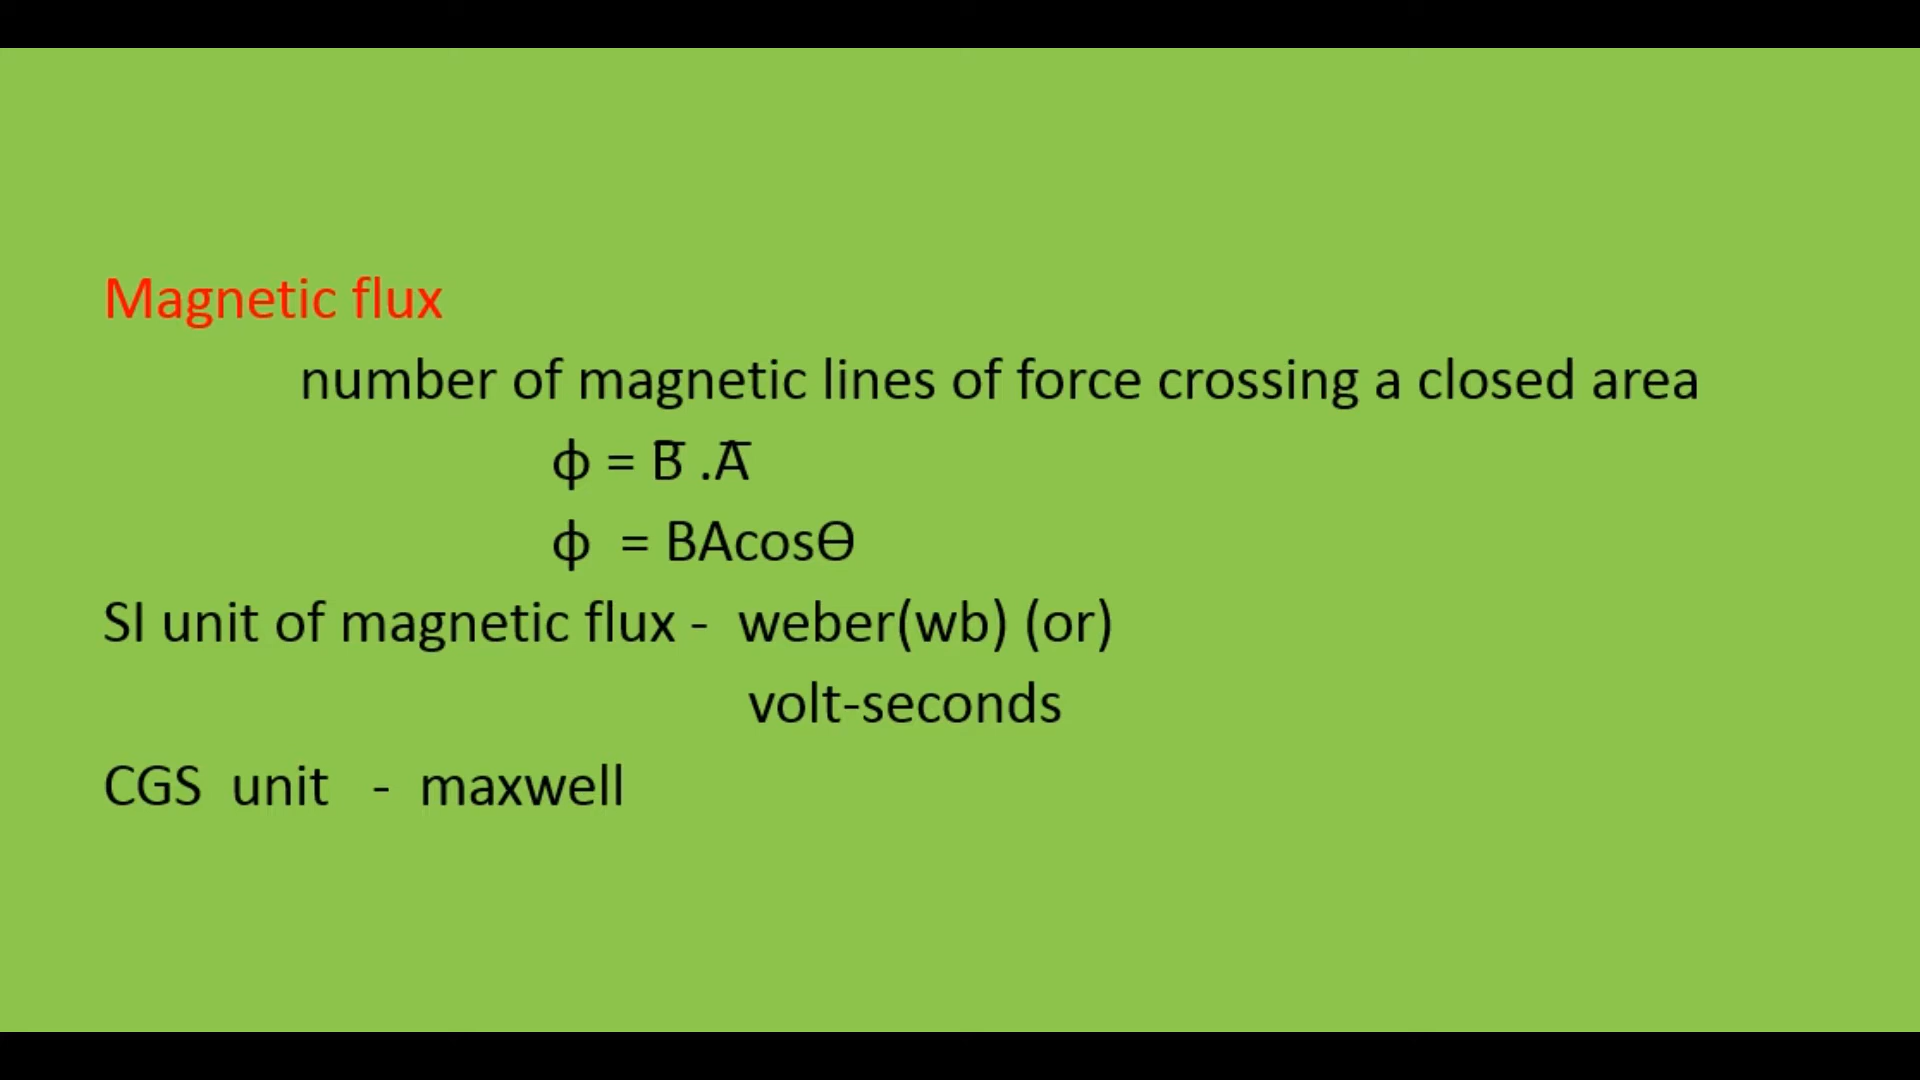 Magnetic flux
number of magnetic lines of force crossing a closed area
ϕ = B̅ .A̅
ϕ = BAcosϴ
SI unit of magnetic flux - weber(wb) (or)
volt-seconds
CGS unit - maxwell